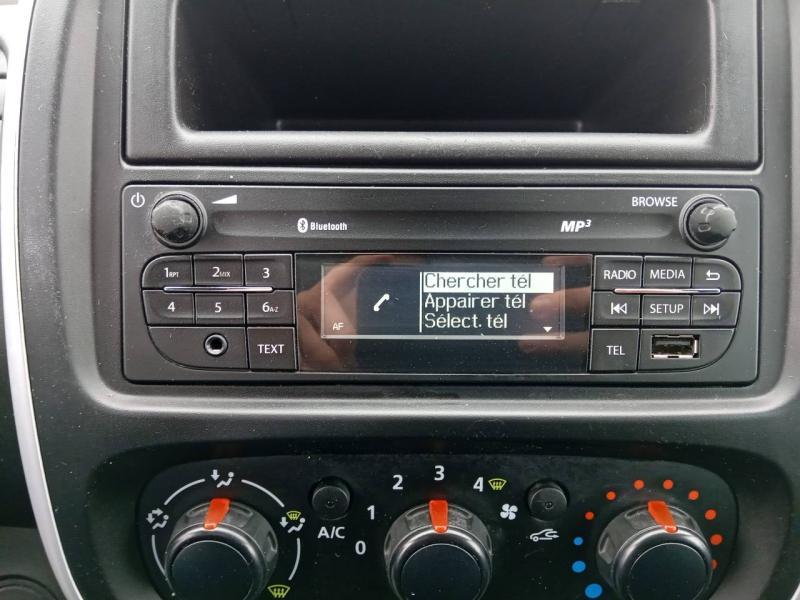 BROWSE
Bluetooth
MP3
1RPT 2MIX 3
4 5 6A-Z
TEXT
Chercher tél
Appairer tél
Sélect. tél
AF
RADIO MEDIA
SETUP
TEL
A/C
0 1 2 3 4